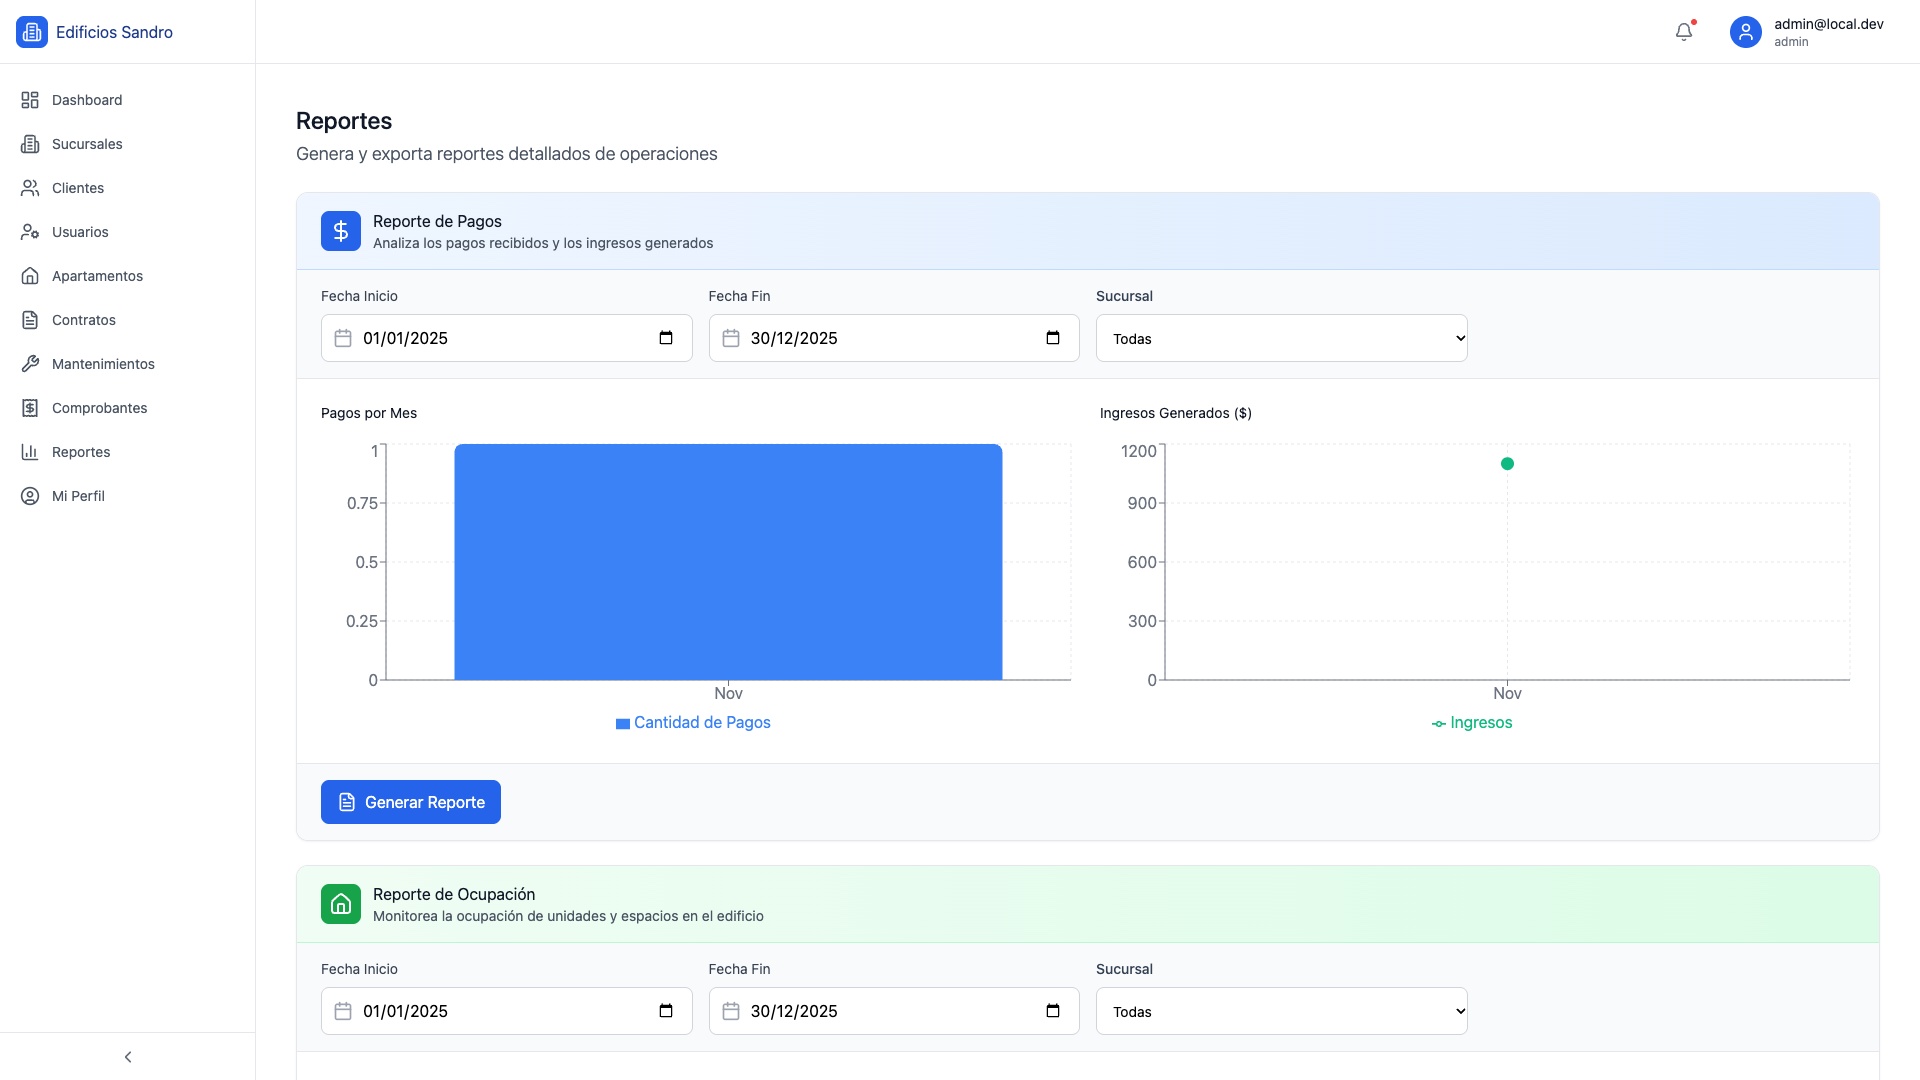 Edificios Sandro
admin@local.dev
admin
Dashboard
Sucursales
Clientes
Usuarios
Apartamentos
Contratos
Mantenimientos
Comprobantes
Reportes
Mi Perfil
Reportes
Genera y exporta reportes detallados de operaciones
Reporte de Pagos
Analiza los pagos recibidos y los ingresos generados
Fecha Inicio
Fecha Fin
Sucursal
01/01/2025
30/12/2025
Todas
Pagos por Mes
1
0.75
0.5
0.25
0
Nov
Cantidad de Pagos
Ingresos Generados ($)
1200
900
600
300
0
Nov
Ingresos
Generar Reporte
Reporte de Ocupación
Monitorea la ocupación de unidades y espacios en el edificio
Fecha Inicio
Fecha Fin
Sucursal
01/01/2025
30/12/2025
Todas